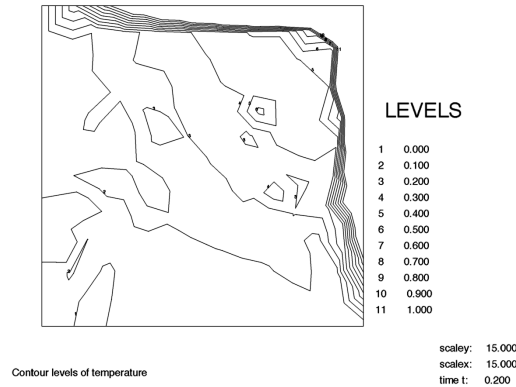 LEVELS
1 0.000
2 0.100
3 0.200
4 0.300
5 0.400
6 0.500
7 0.600
8 0.700
9 0.800
10 0.900
11 1.000
scaley: 15.000
scalex: 15.000
time t: 0.200
Contour levels of temperature